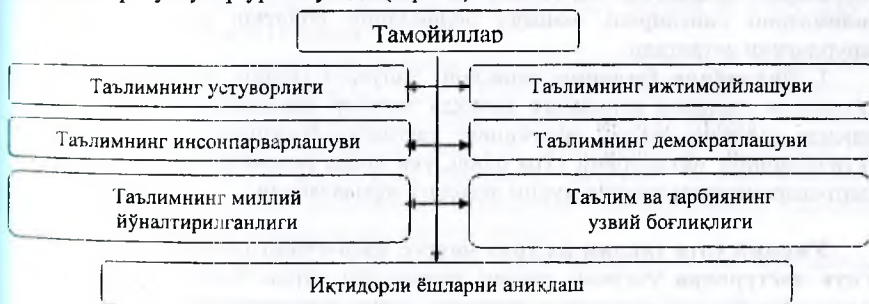 Тамойиллар
Таълимнинг устуворлиги
Таълимнинг ижтимоийлашуви
Таълимнинг инсонпарварлашуви
Таълимнинг демократлашуви
Таълимнинг миллий
йўналтирилганлиги
Таълим ва тарбиянинг
узвий боғлиқлиги
Иқтидорли ёшларни аниқлаш